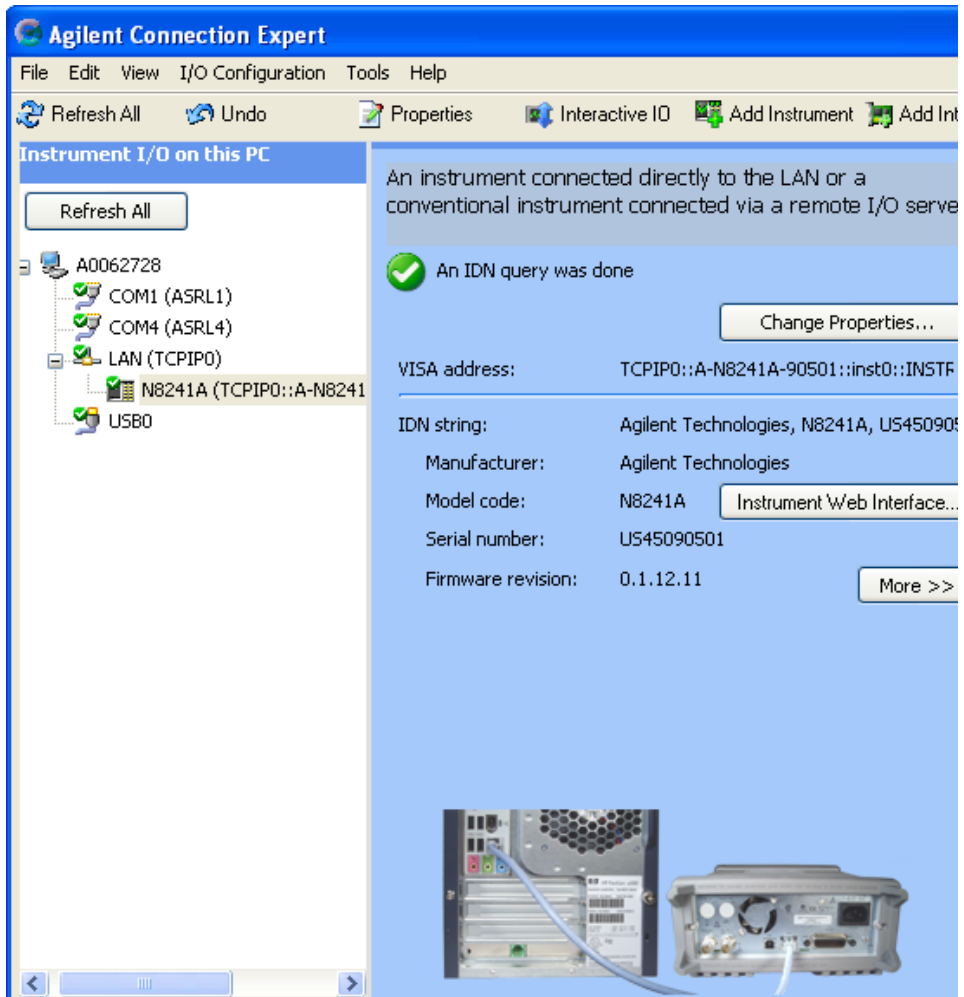 Agilent Connection Expert
File Edit View I/O Configuration Tools Help
Refresh All Undo Properties Interactive IO Add Instrument Add Int
Instrument I/O on this PC
Refresh All
A0062728
COM1 (ASRL1)
COM4 (ASRL4)
LAN (TCPIP0)
N8241A (TCPIP0::A-N8241
USB0
An instrument connected directly to the LAN or a
conventional instrument connected via a remote I/O serve
An IDN query was done
Change Properties...
VISA address: TCPIP0::A-N8241A-90501::inst0::INSTR
IDN string: Agilent Technologies, N8241A, US450905
Manufacturer: Agilent Technologies
Model code: N8241A Instrument Web Interface...
Serial number: US45090501
Firmware revision: 0.1.12.11
More >>